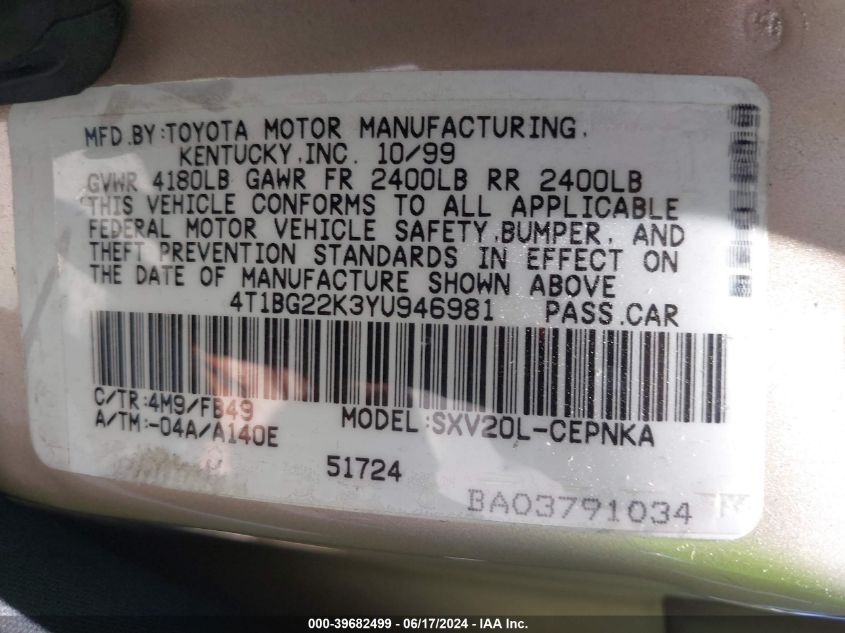 MFD.BY:TOYOTA MOTOR MANUFACTURING,
KENTUCKY,INC. 10/99
GVWR 4180LB GAWR FR 2400LB RR 2400LB
THIS VEHICLE CONFORMS TO ALL APPLICABLE
FEDERAL MOTOR VEHICLE SAFETY,BUMPER, AND
THEFT PREVENTION STANDARDS IN EFFECT ON
THE DATE OF MANUFACTURE SHOWN ABOVE
4T1BG22K3YU946981 PASS.CAR
C/TR:4M9/FB49
A/TM:-04A/A140E
MODEL:SXV20L-CEPNKA
51724
BA03791034
000-39682499 - 06/17/2024 - IAA Inc.